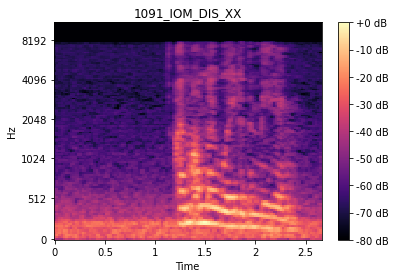 1091_IOM_DIS_XX
Hz
8192
4096
2048
1024
512
0
0 0.5 1 1.5 2 2.5
Time
+0 dB
-10 dB
-20 dB
-30 dB
-40 dB
-50 dB
-60 dB
-70 dB
-80 dB